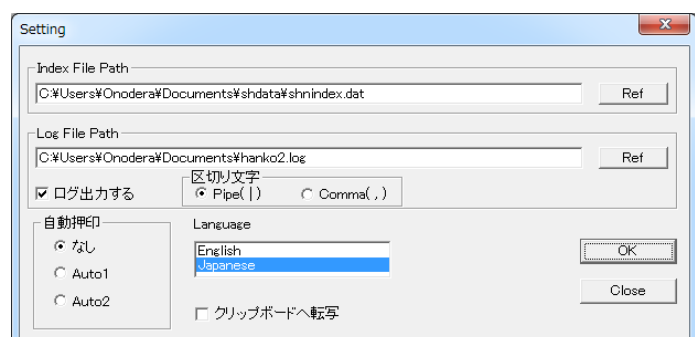 Setting
Index File Path
C:¥Users¥Onodera¥Documents¥shdata¥shnindex.dat
Ref
Log File Path
C:¥Users¥Onodera¥Documents¥hanko2.log
Ref
ログ出力する
区切り文字
Pipe(|)
Comma(,)
自動押印
なし
Auto1
Auto2
Language
English
Japanese
クリップボードへ転写
OK
Close